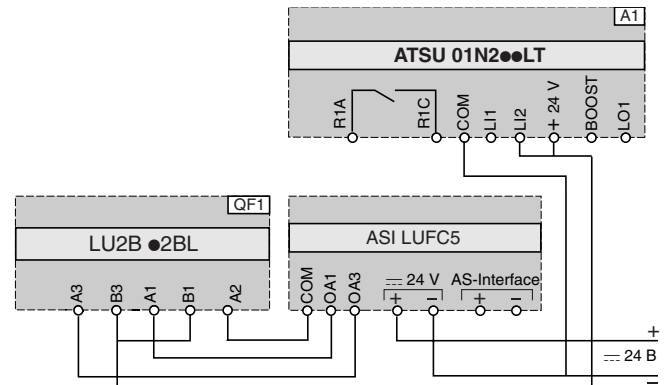 A1
ATSU 01N2●●LT
R1A R1C COM LI1 LI2 + 24 V BOOST LO1
QF1
LU2B ●2BL
ASI LUFC5
A3 B3 A1 B1 A2
COM OA1 OA3
24 V AS-Interface
+ – + –
+
24 В
–